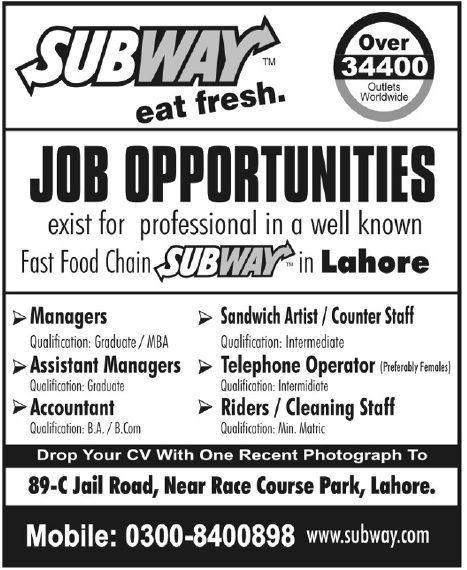 SUBWAY TM
eat fresh.
Over
34400
Outlets
Worldwide
JOB OPPORTUNITIES
exist for professional in a well known
Fast Food Chain SUBWAY TM in Lahore
Managers
Qualification: Graduate / MBA
Assistant Managers
Qualification: Graduate
Accountant
Qualification: B.A. / B.Com
Sandwich Artist / Counter Staff
Qualification: Intermediate
Telephone Operator (Preferably Females)
Qualification: Intermidiate
Riders / Cleaning Staff
Qualification: Min. Matric
Drop Your CV With One Recent Photograph To
89-C Jail Road, Near Race Course Park, Lahore.
Mobile: 0300-8400898 www.subway.com